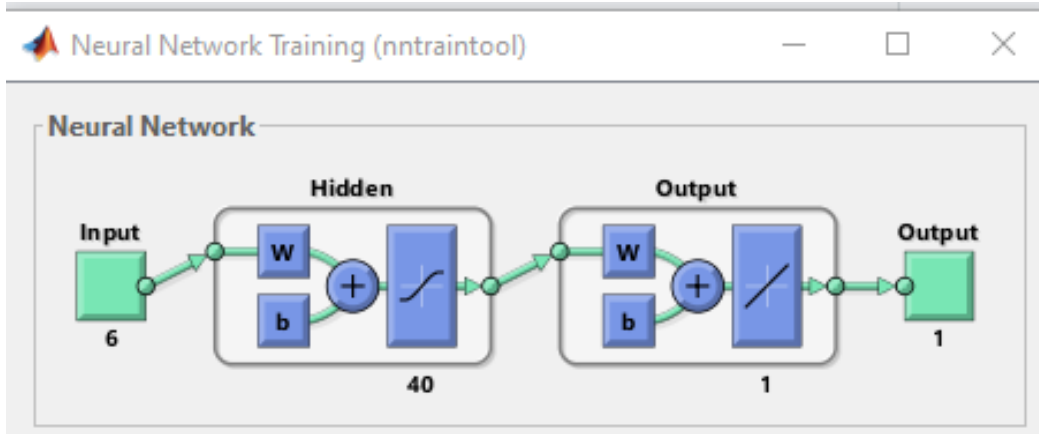 Neural Network Training (nntraintool)
Neural Network
Hidden Output
Input Output
W W
b b
6 1
40 1